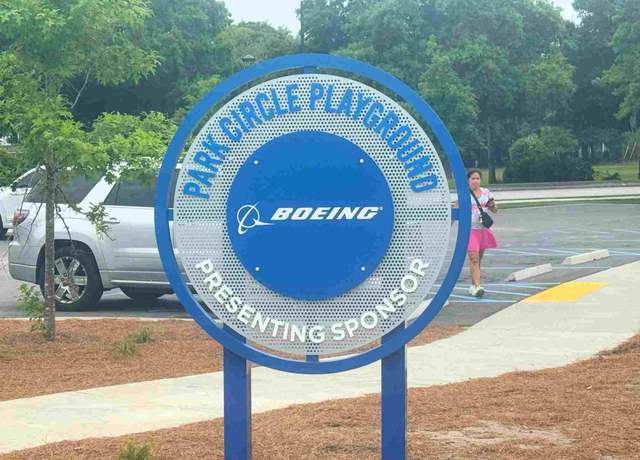 PARK CIRCLE PLAYGROUND
BOEING
PRESENTING SPONSOR